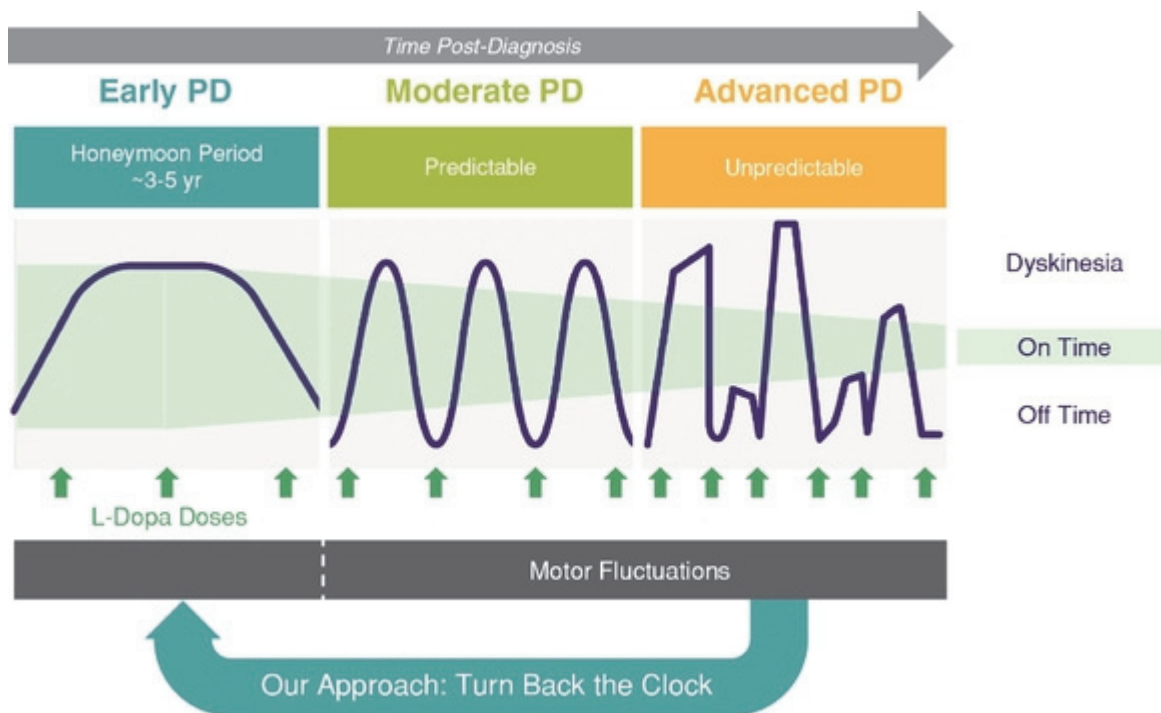 Time Post-Diagnosis
Early PD
Moderate PD
Advanced PD
Honeymoon Period
~3-5 yr
Predictable
Unpredictable
Dyskinesia
On Time
Off Time
L-Dopa Doses
Motor Fluctuations
Our Approach: Turn Back the Clock